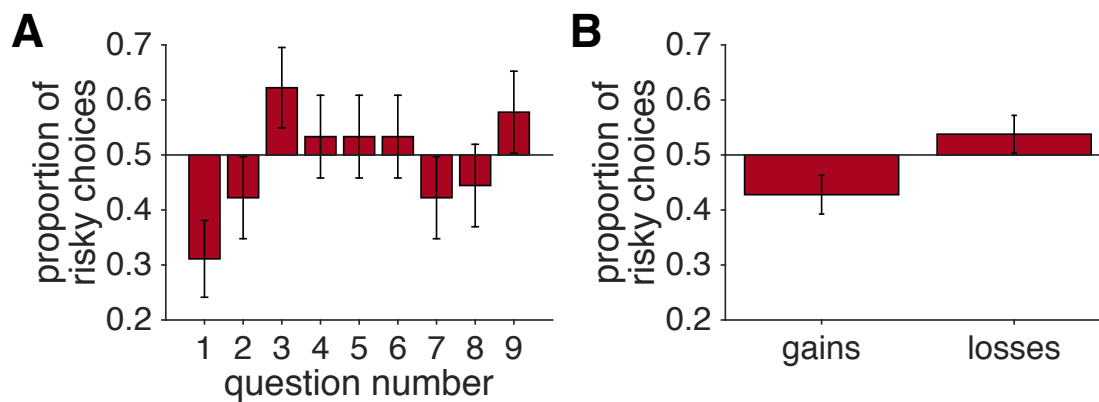 A
proportion of
risky choices
0.7
0.6
0.5
0.4
0.3
0.2
1 2 3 4 5 6 7 8 9
question number
B
proportion of
risky choices
0.7
0.6
0.5
0.4
0.3
0.2
gains losses